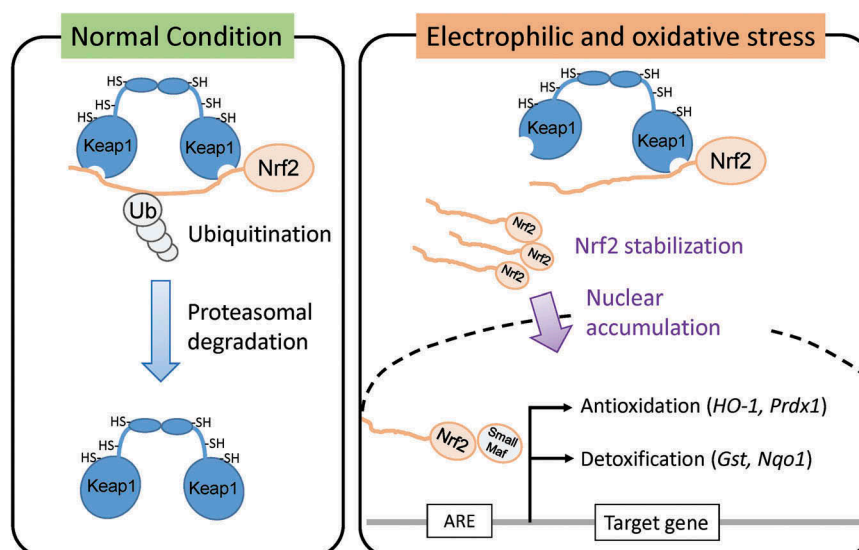 Normal Condition
HS- -SH
HS- -SH
HS- -SH
Keap1 Keap1
Nrf2
Ub
Ubiquitination
Proteasomal
degradation
HS- -SH
HS- -SH
HS- -SH
Keap1 Keap1
Electrophilic and oxidative stress
HS- -SH
HS- -SH
HS- -SH
Keap1 Keap1
Nrf2
Nrf2
Nrf2
Nrf2
Nrf2 stabilization
Nuclear
accumulation
Antioxidation (HO-1, Prdx1)
Nrf2
Small
Maf
Detoxification (Gst, Nqo1)
ARE
Target gene